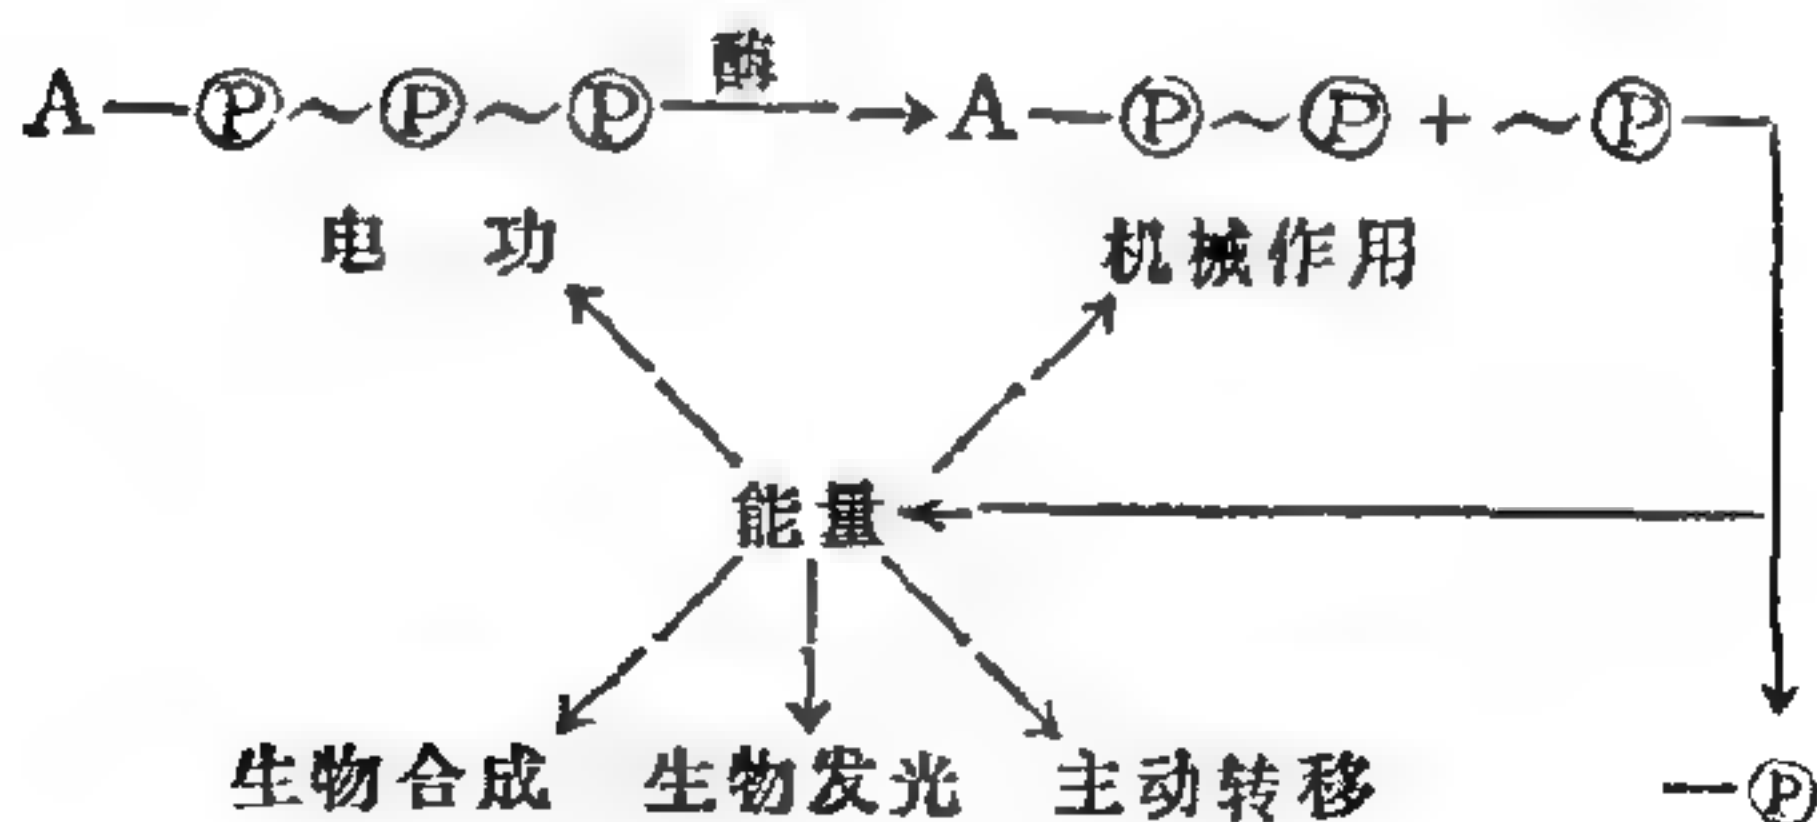 酶
A—Ⓟ~Ⓟ~Ⓟ——→A—Ⓟ~Ⓟ+~Ⓟ
电 功 机械作用
能量
生物合成 生物发光 主动转移 —Ⓟ